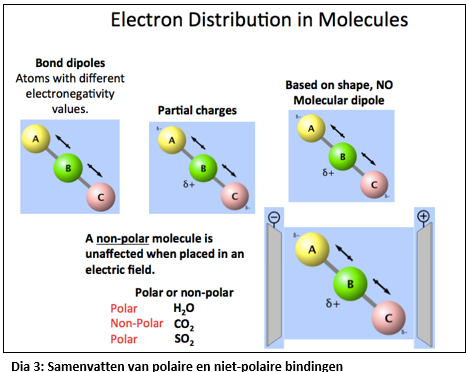 Electron Distribution in Molecules
Bond dipoles
Atoms with different
electronegativity
values.
A
B
C
Partial charges
δ-
A
B
δ+
C
δ-
Based on shape, NO
Molecular dipole
δ-
A
B
δ+
C
δ-
A non-polar molecule is
unaffected when placed in an
electric field.
⊖
⊕
δ-
A
B
δ+
C
δ-
Polar or non-polar
Polar H₂O
Non-Polar CO₂
Polar SO₂
Dia 3: Samenvatten van polaire en niet-polaire bindingen